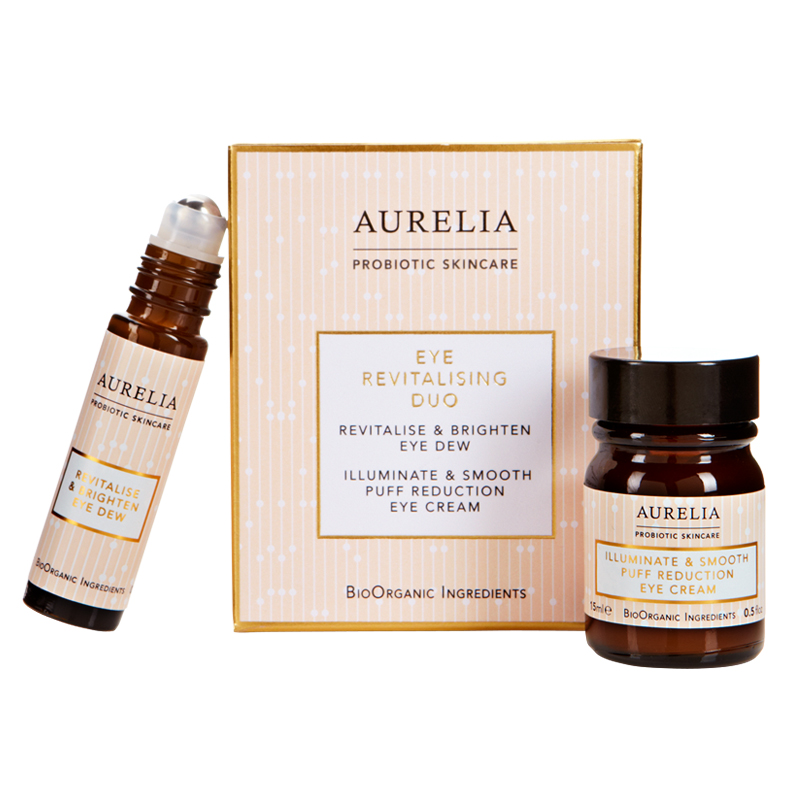 AURELIA
PROBIOTIC SKINCARE
REVITALISE
& BRIGHTEN
EYE DEW
BIOORGANIC INGREDIENTS
AURELIA
PROBIOTIC SKINCARE
EYE
REVITALISING
DUO
REVITALISE & BRIGHTEN
EYE DEW
ILLUMINATE & SMOOTH
PUFF REDUCTION
EYE CREAM
BIOORGANIC INGREDIENTS
AURELIA
PROBIOTIC SKINCARE
ILLUMINATE & SMOOTH
PUFF REDUCTION
EYE CREAM
15ml℮ BIOORGANIC INGREDIENTS 0.5